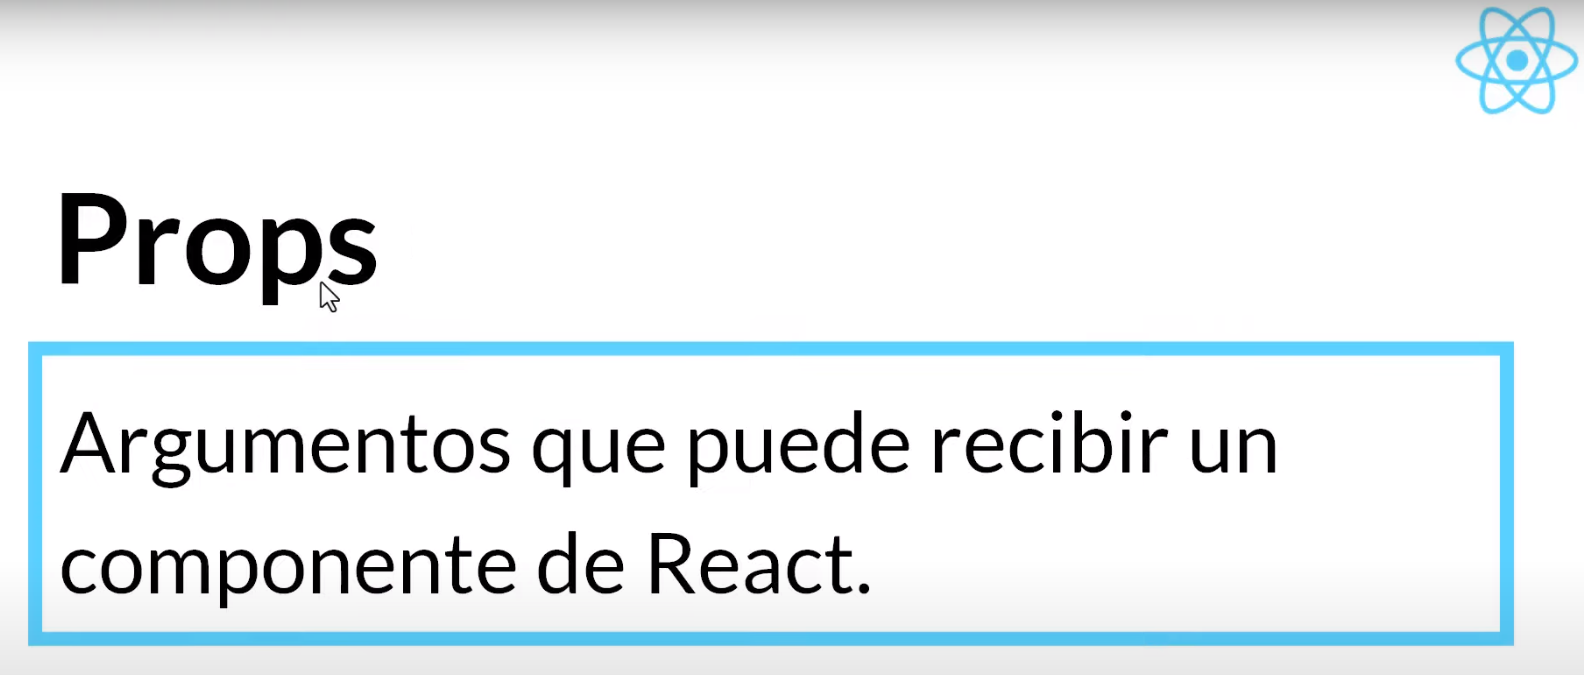 Props
Argumentos que puede recibir un
componente de React.